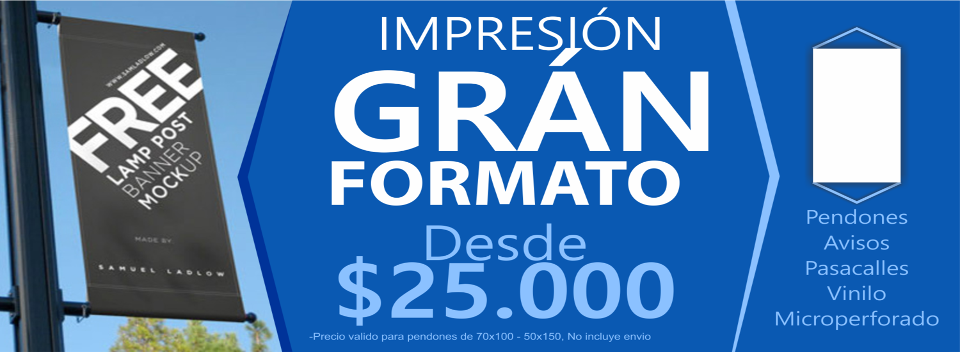 WWW.SAMLADLOW.COM
FREE
LAMP POST
BANNER
MOCKUP
MADE BY:
SAMUEL LADLOW
IMPRESIÓN
GRÁN
FORMATO
Desde
$25.000
-Precio valido para pendones de 70x100 - 50x150, No incluye envio
Pendones
Avisos
Pasacalles
Vinilo
Microperforado